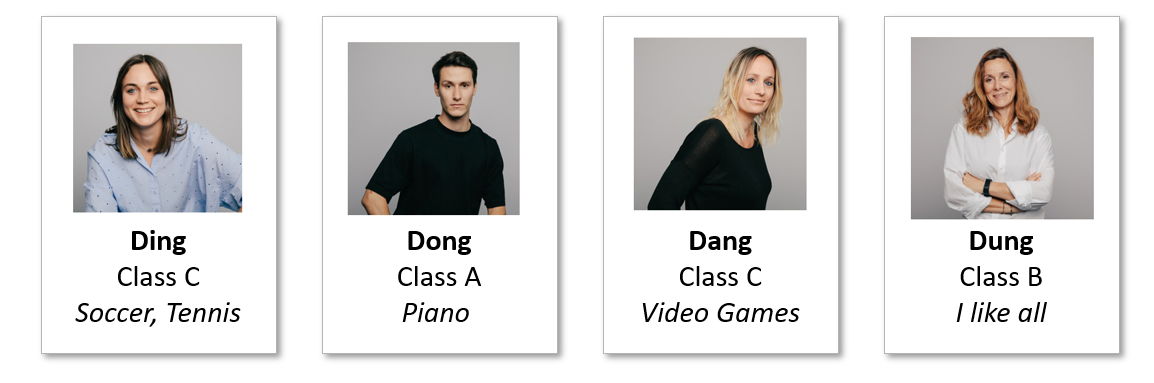 Ding
Class C
Soccer, Tennis
Dong
Class A
Piano
Dang
Class C
Video Games
Dung
Class B
I like all